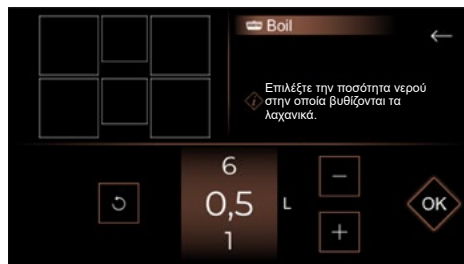 Boil
Επιλέξτε την ποσότητα νερού
στην οποία βυθίζονται τα
λαχανικά.
6
0,5 L
1
OK